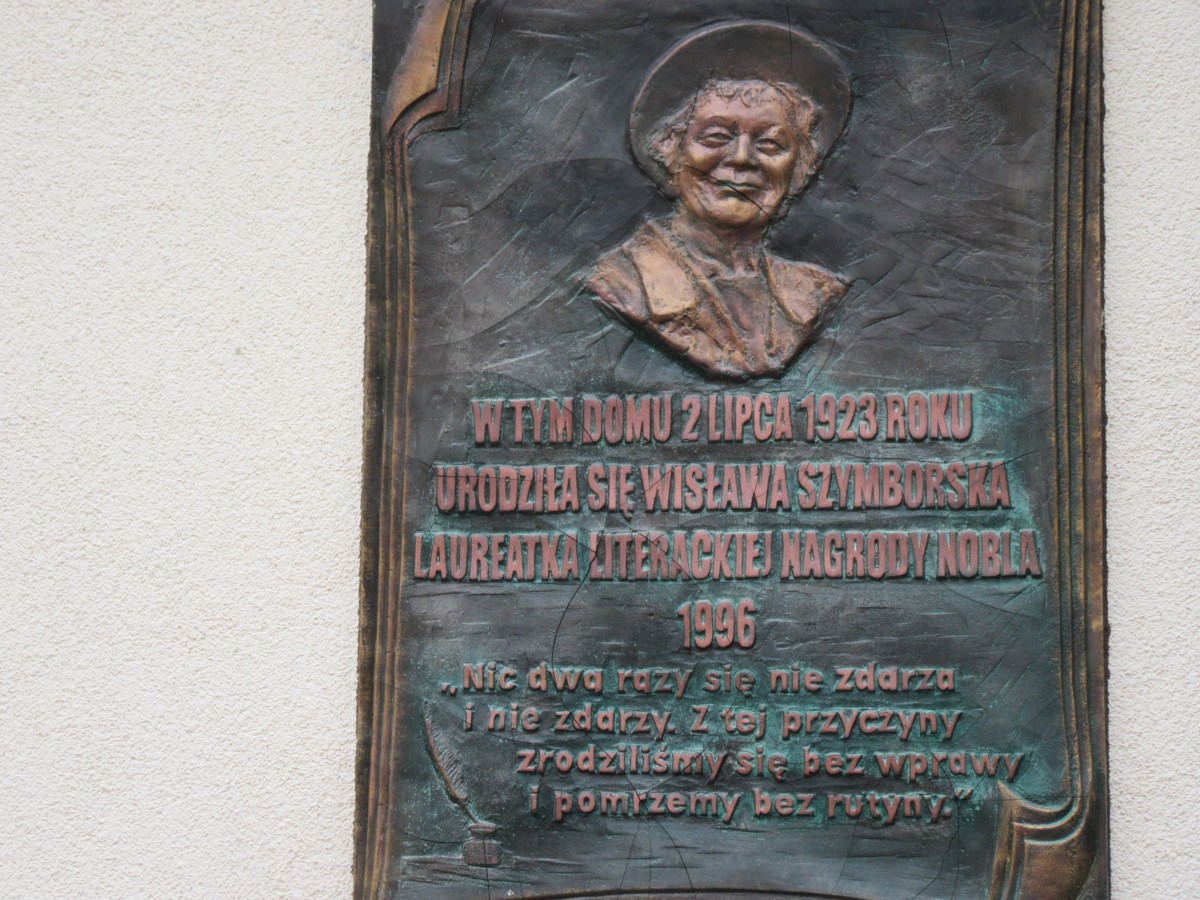 W TYM DOMU 2 LIPCA 1923 ROKU
URODZIŁA SIĘ WISŁAWA SZYMBORSKA
LAUREATKA LITERACKIEJ NAGRODY NOBLA
1996
„Nic dwa razy się nie zdarza
i nie zdarzy. Z tej przyczyny
zrodziliśmy się bez wprawy
i pomrzemy bez rutyny.”